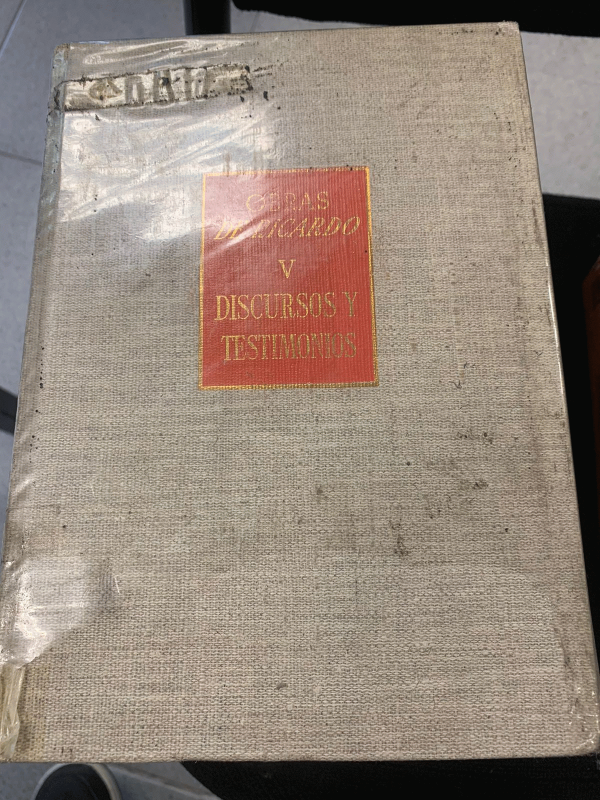 OBRAS
DE RICARDO
V
DISCURSOS Y
TESTIMONIOS